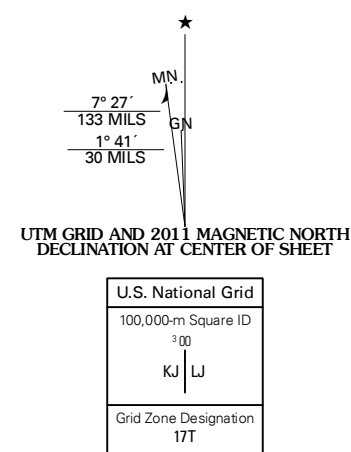 ★
MN
7° 27´
133 MILS
GN
1° 41´
30 MILS
UTM GRID AND 2011 MAGNETIC NORTH
DECLINATION AT CENTER OF SHEET
U.S. National Grid
100,000-m Square ID
³00
KJ LJ
Grid Zone Designation
17T